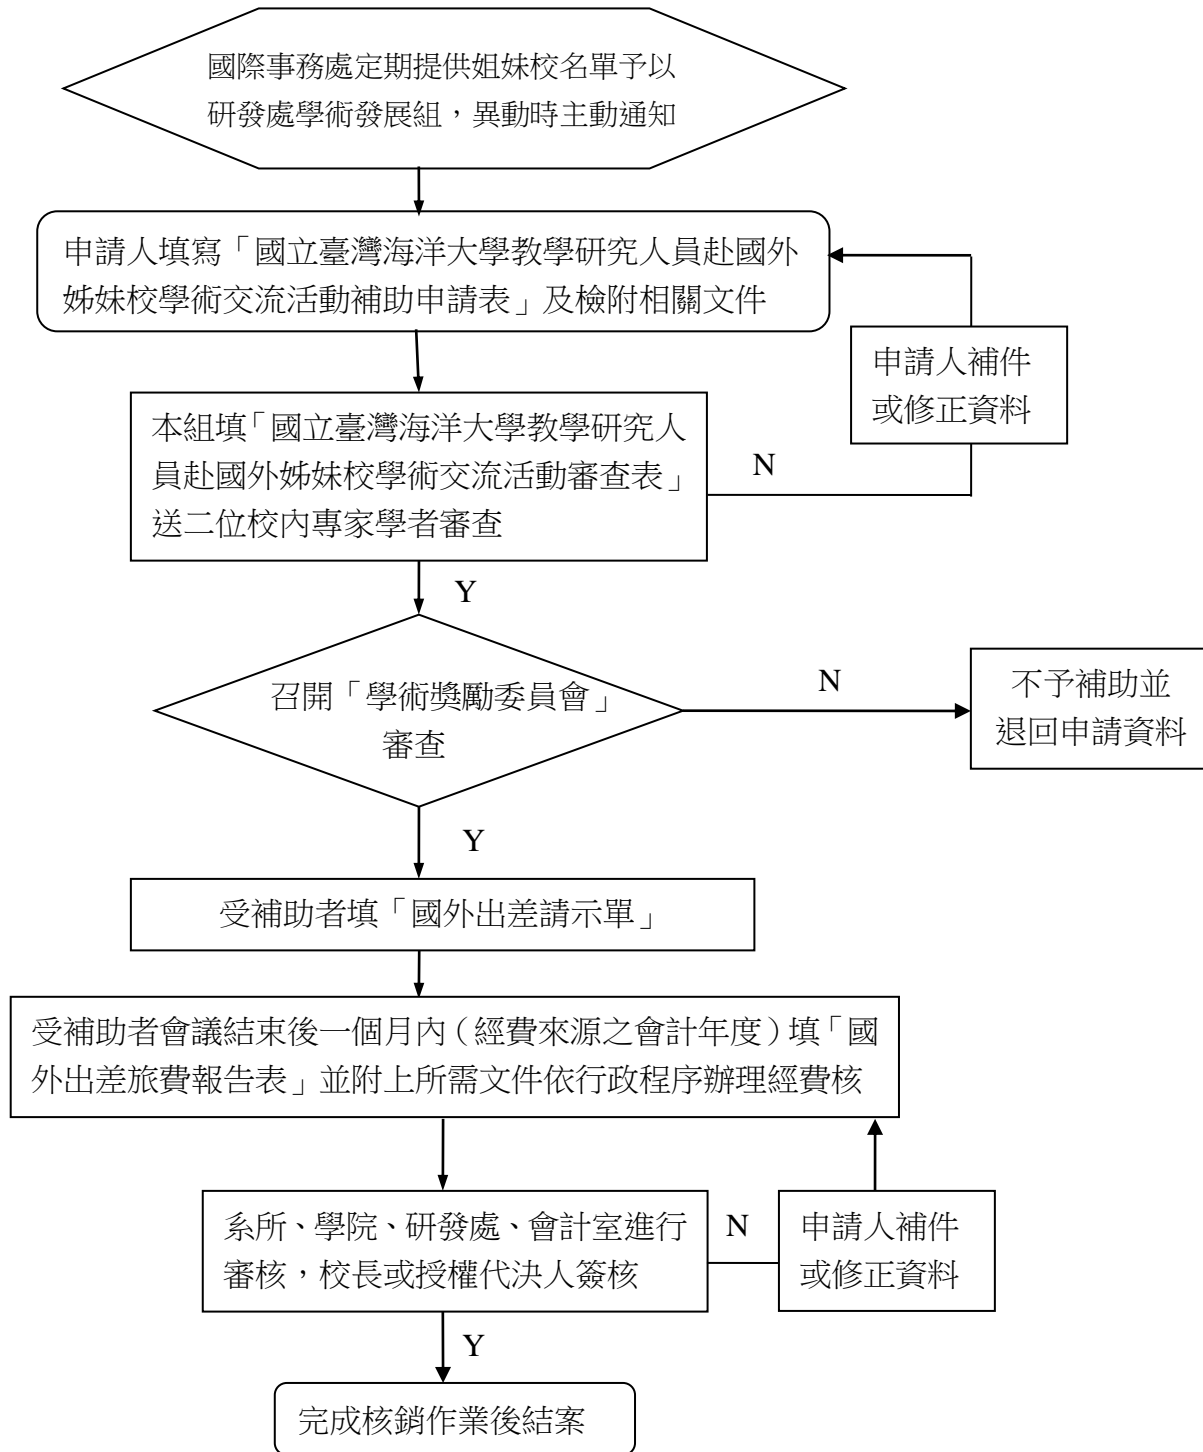 國際事務處定期提供姐妹校名單予以
研發處學術發展組，異動時主動通知
申請人填寫「國立臺灣海洋大學教學研究人員赴國外
姊妹校學術交流活動補助申請表」及檢附相關文件
申請人補件
或修正資料
本組填「國立臺灣海洋大學教學研究人
員赴國外姊妹校學術交流活動審查表」
送二位校內專家學者審查
N
Y
召開「學術獎勵委員會」
審查
N
不予補助並
退回申請資料
Y
受補助者填「國外出差請示單」
受補助者會議結束後一個月內（經費來源之會計年度）填「國
外出差旅費報告表」並附上所需文件依行政程序辦理經費核
系所、學院、研發處、會計室進行
審核，校長或授權代決人簽核
N
申請人補件
或修正資料
Y
完成核銷作業後結案